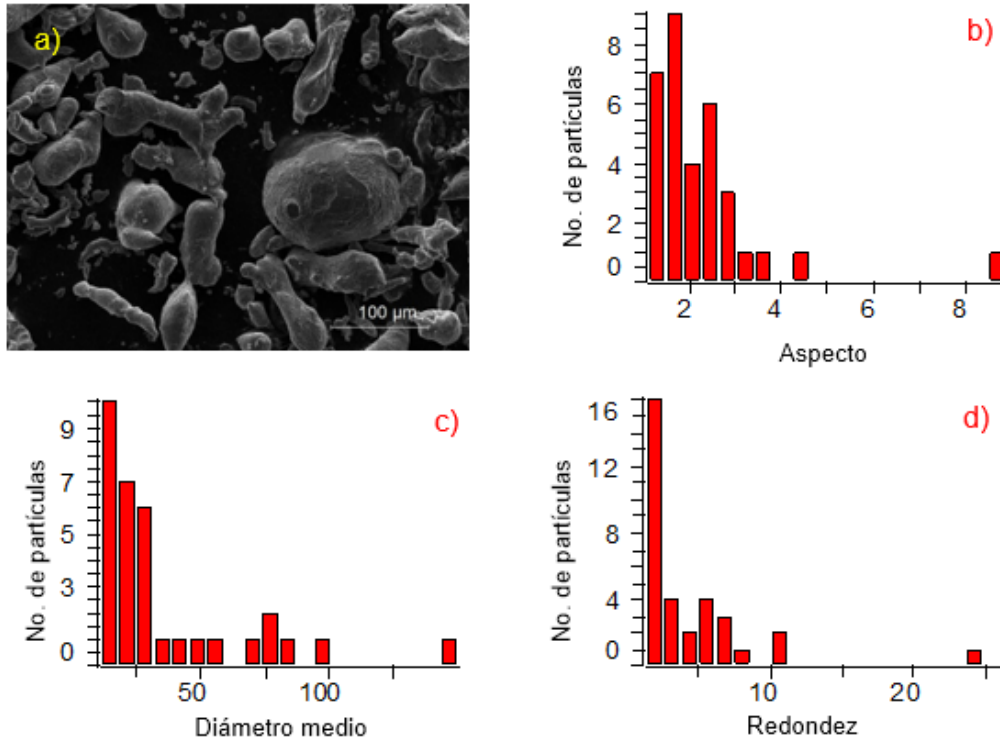 a)
100 µm
b)
No. de partículas
8
6
4
2
0
2 4 6 8
Aspecto
c)
No. de partículas
9
7
5
3
0
50 100
Diámetro medio
d)
No. de partículas
16
12
8
4
0
10 20
Redondez